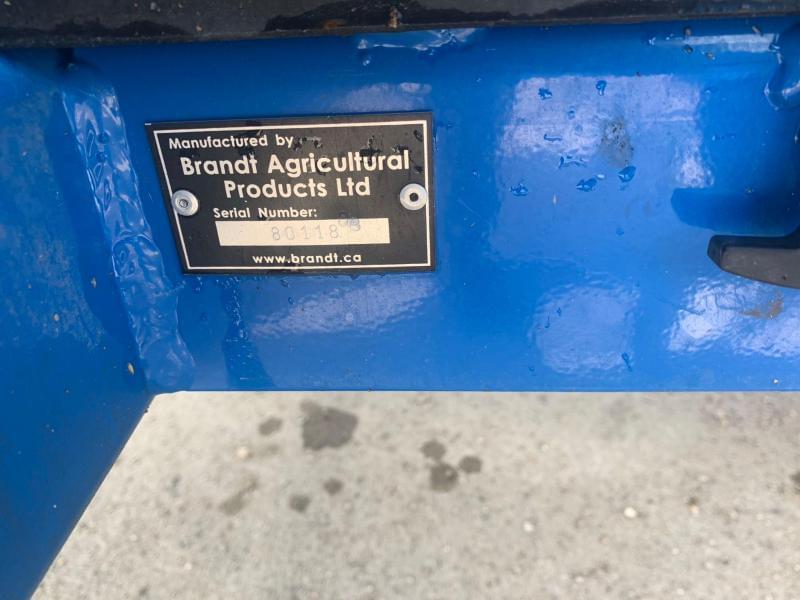 Manufactured by
Brandt Agricultural
Products Ltd
Serial Number:
80118
www.brandt.ca